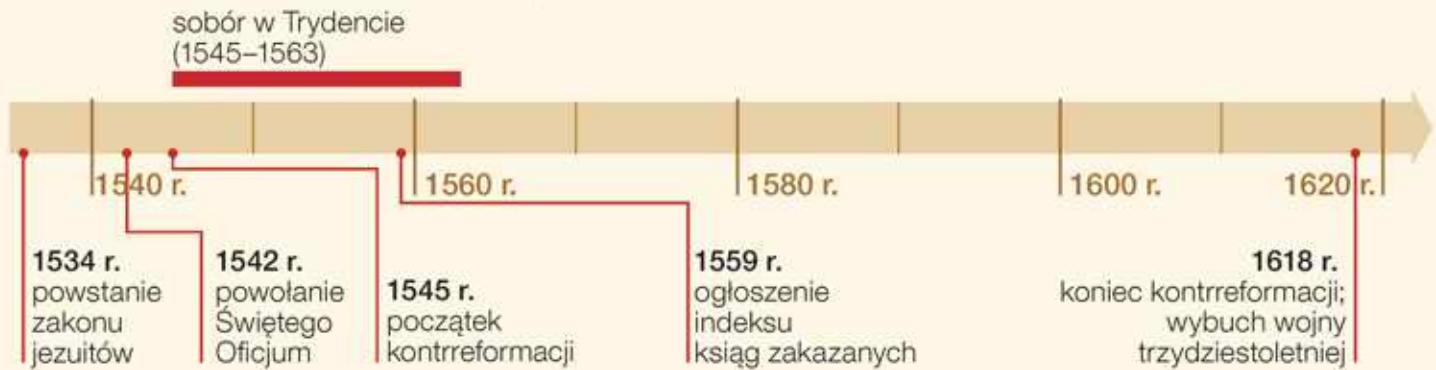 sobór w Trydencie
(1545–1563)
1540 r.
1560 r.
1580 r.
1600 r.
1620 r.
1534 r.
powstanie
zakonu
jezuitów
1542 r.
powołanie
Świętego
Oficjum
1545 r.
początek
kontrreformacji
1559 r.
ogłoszenie
indeksu
ksiąg zakazanych
1618 r.
koniec kontrreformacji;
wybuch wojny
trzydziestoletniej